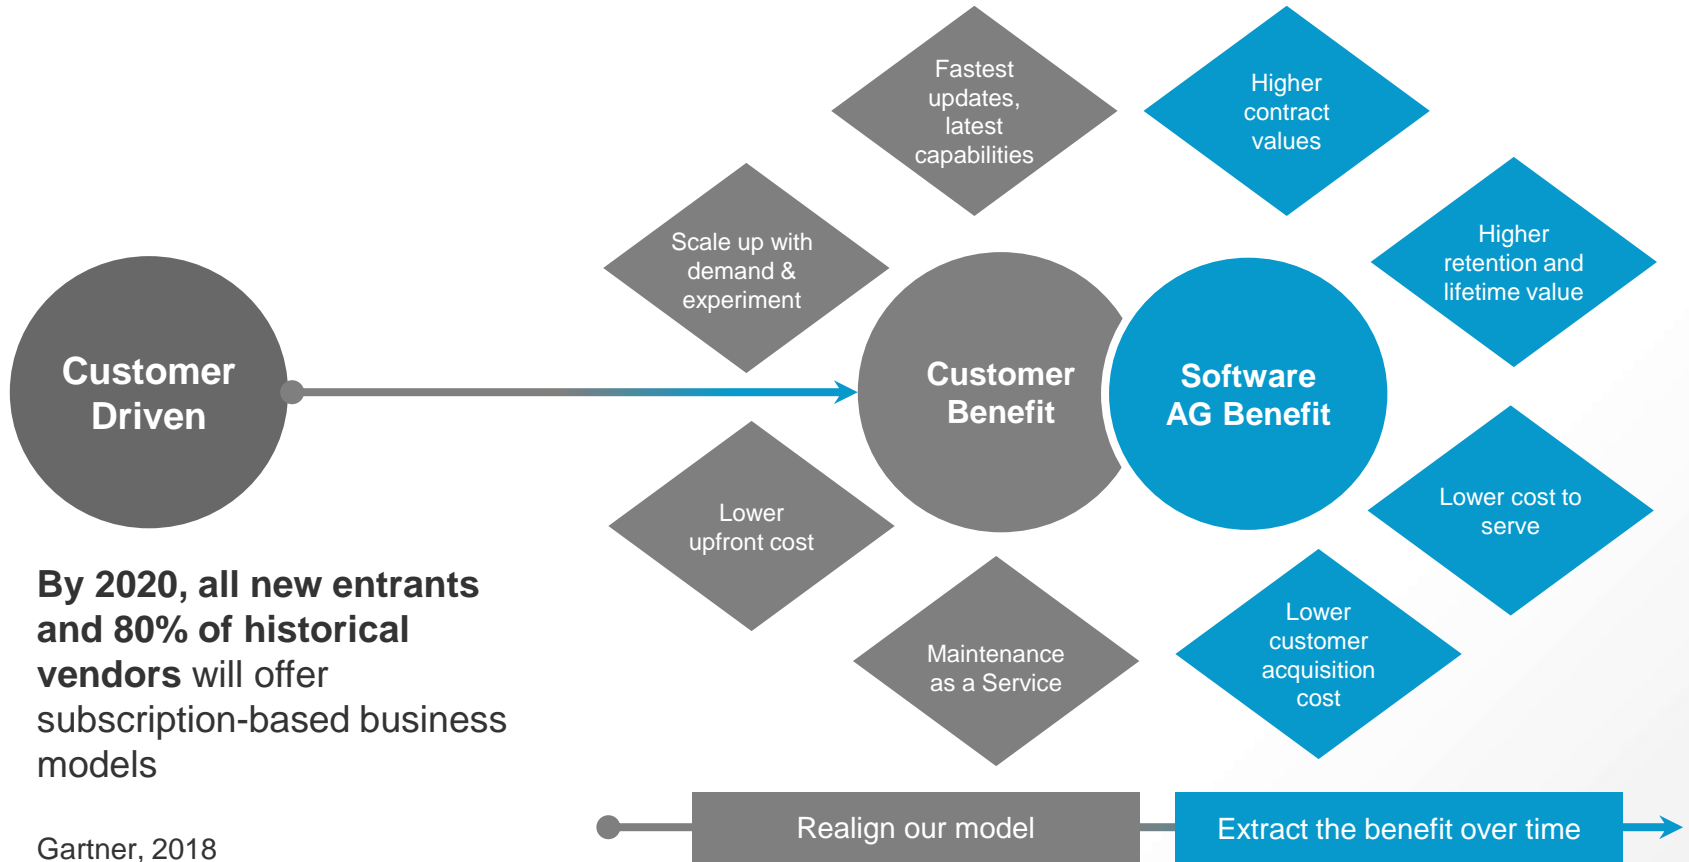 Customer
Driven
By 2020, all new entrants
and 80% of historical
vendors will offer
subscription-based business
models
Gartner, 2018
Fastest
updates,
latest
capabilities
Scale up with
demand &
experiment
Customer
Benefit
Lower
upfront cost
Maintenance
as a Service
Higher
contract
values
Higher
retention and
lifetime value
Software
AG Benefit
Lower cost to
serve
Lower
customer
acquisition
cost
Realign our model
Extract the benefit over time